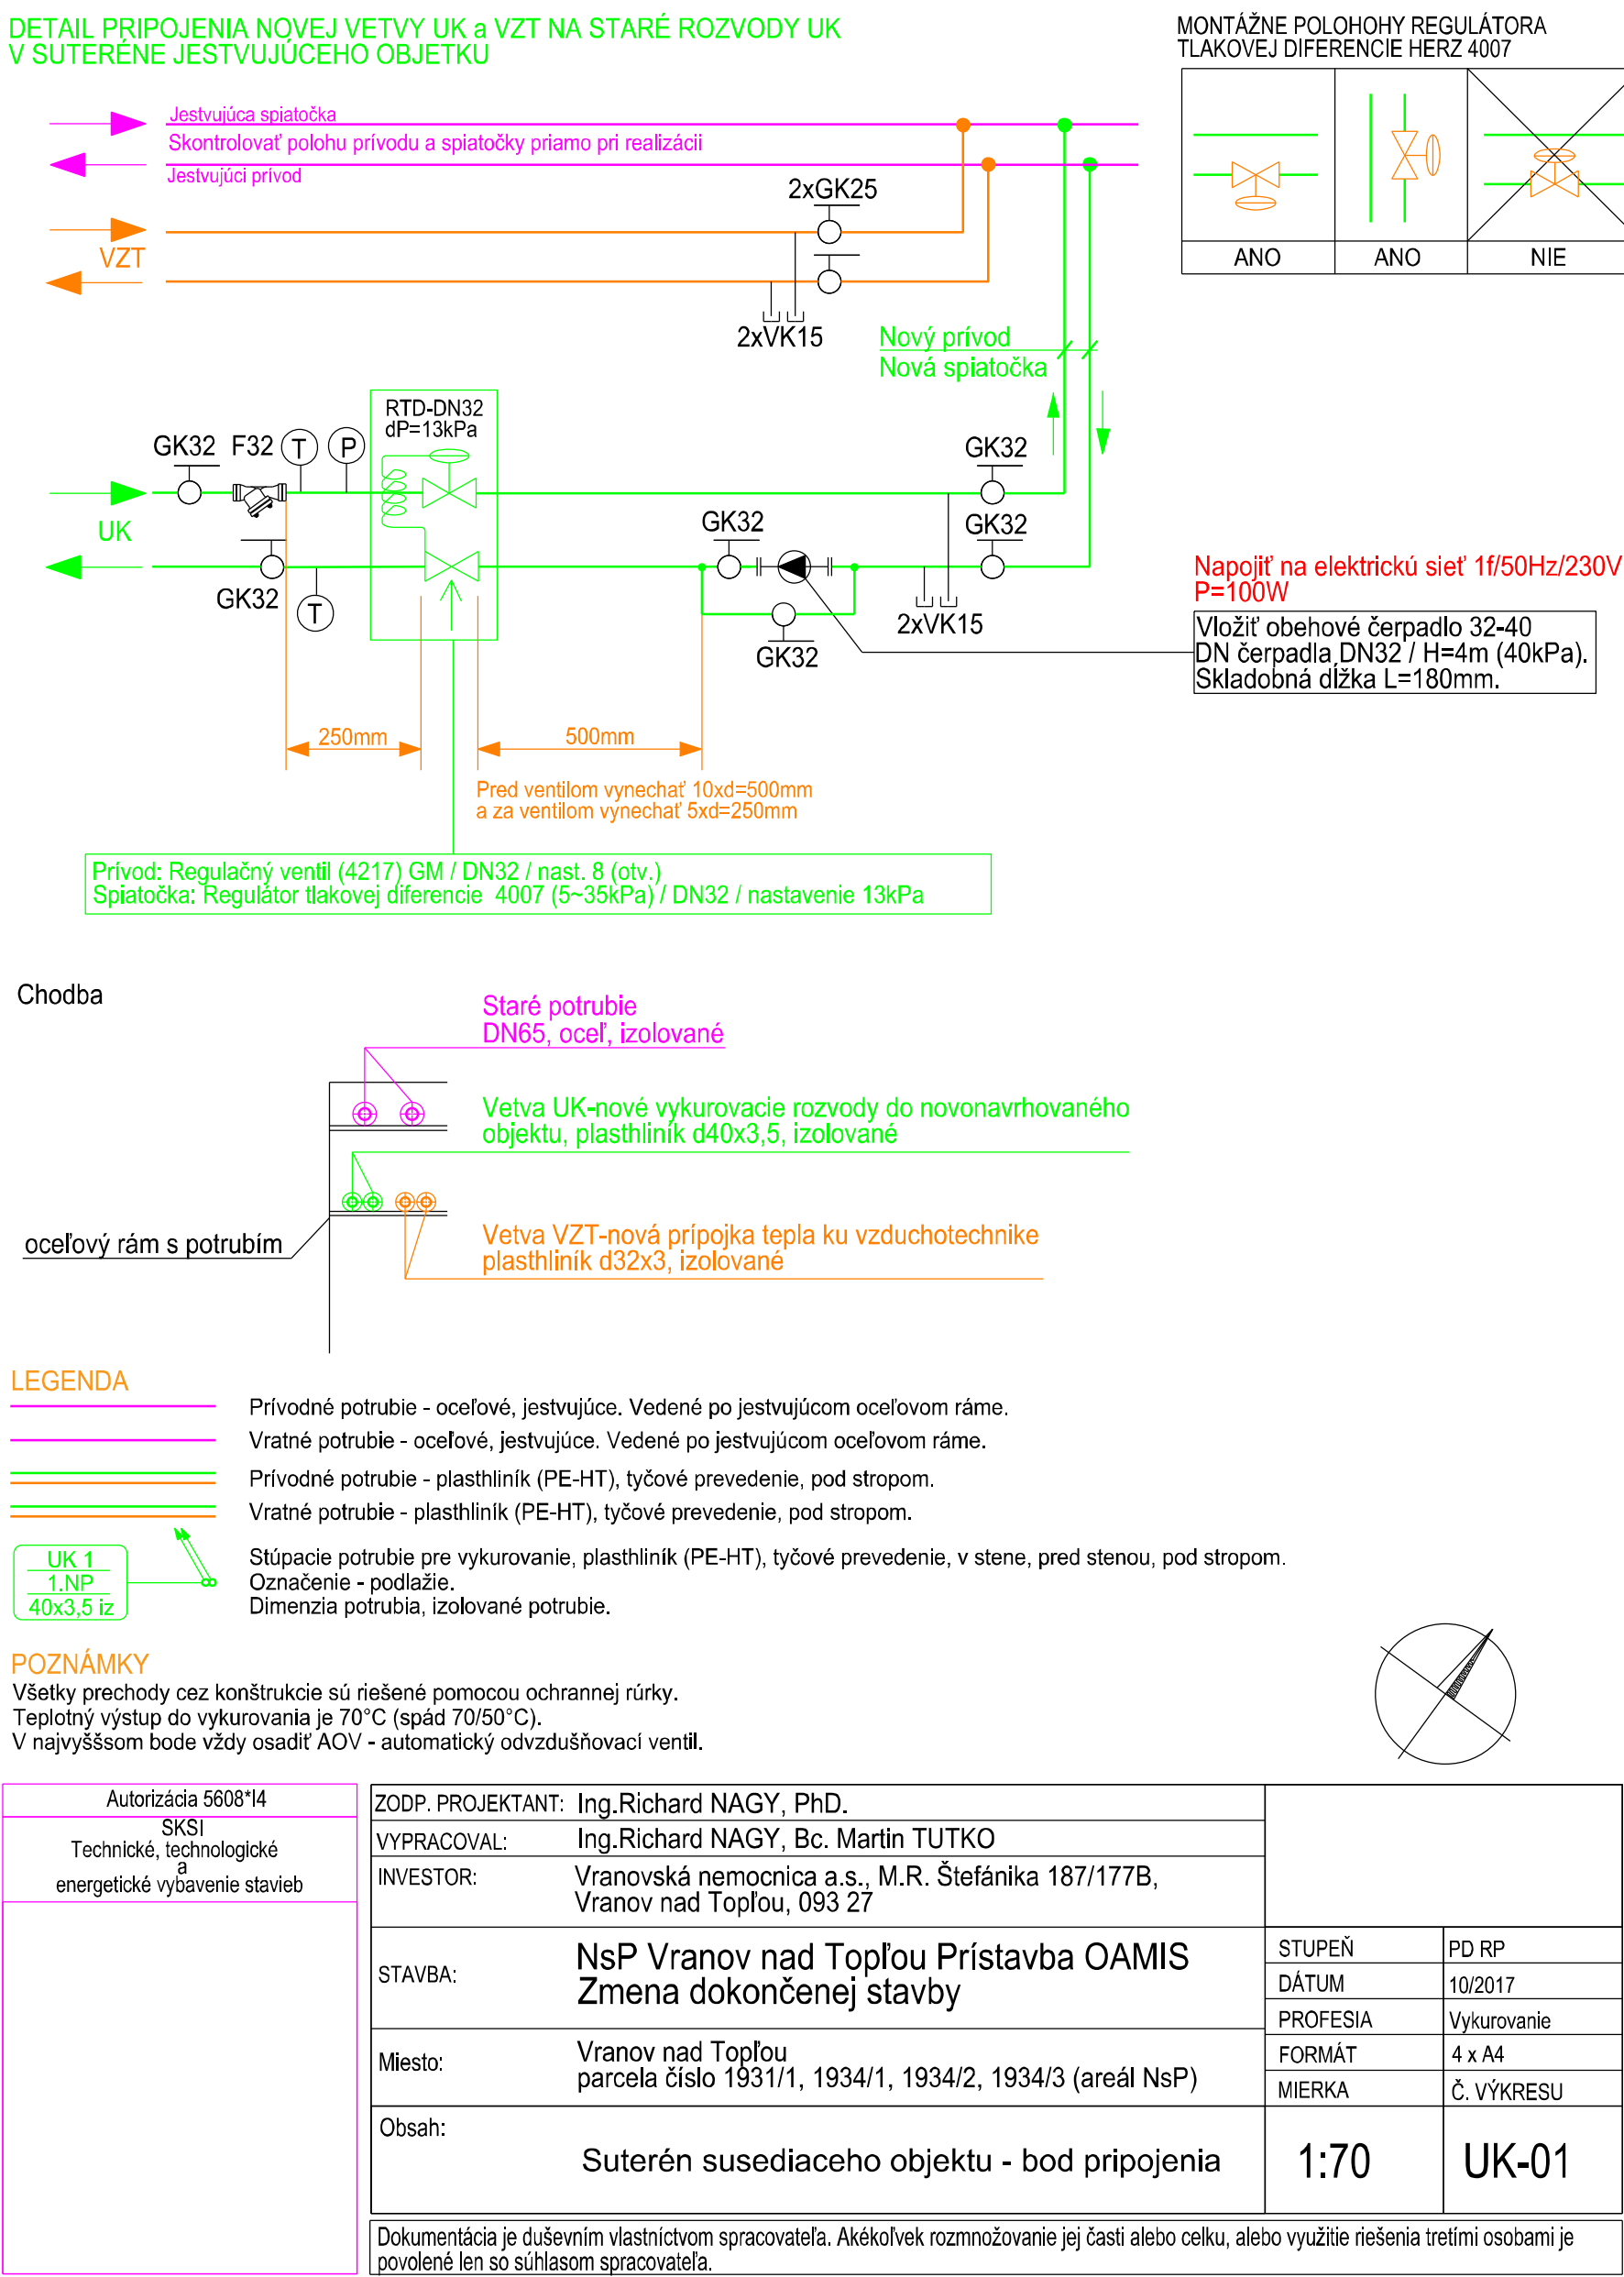 DETAIL PRIPOJENIA NOVEJ VETVY UK a VZT NA STARÉ ROZVODY UK
V SUTERÉNE JESTVUJÚCEHO OBJETKU
MONTÁŽNE POLOHOHY REGULÁTORA
TLAKOVEJ DIFERENCIE HERZ 4007
ANO
ANO
NIE
Jestvujúca spiatočka
Skontrolovať polohu prívodu a spiatočky priamo pri realizácii
Jestvujúci prívod
2xGK25
VZT
2xVK15
Nový prívod
Nová spiatočka
RTD-DN32
dP=13kPa
GK32
F32
T
P
GK32
UK
GK32
GK32
GK32
T
2xVK15
GK32
Napojiť na elektrickú sieť 1f/50Hz/230V
P=100W
Vložiť obehové čerpadlo 32-40
DN čerpadla DN32 / H=4m (40kPa).
Skladobná dĺžka L=180mm.
250mm
500mm
Pred ventilom vynechať 10xd=500mm
a za ventilom vynechať 5xd=250mm
Prívod: Regulačný ventil (4217) GM / DN32 / nast. 8 (otv.)
Spiatočka: Regulátor tlakovej diferencie 4007 (5~35kPa) / DN32 / nastavenie 13kPa
Chodba
Staré potrubie
DN65, oceľ, izolované
Vetva UK-nové vykurovacie rozvody do novonavrhovaného
objektu, plasthliník d40x3,5, izolované
oceľový rám s potrubím
Vetva VZT-nová prípojka tepla ku vzduchotechnike
plasthliník d32x3, izolované
LEGENDA
Prívodné potrubie - oceľové, jestvujúce. Vedené po jestvujúcom oceľovom ráme.
Vratné potrubie - oceľové, jestvujúce. Vedené po jestvujúcom oceľovom ráme.
Prívodné potrubie - plasthliník (PE-HT), tyčové prevedenie, pod stropom.
Vratné potrubie - plasthliník (PE-HT), tyčové prevedenie, pod stropom.
UK 1
1.NP
40x3,5 iz
Stúpacie potrubie pre vykurovanie, plasthliník (PE-HT), tyčové prevedenie, v stene, pred stenou, pod stropom.
Označenie - podlažie.
Dimenzia potrubia, izolované potrubie.
POZNÁMKY
Všetky prechody cez konštrukcie sú riešené pomocou ochrannej rúrky.
Teplotný výstup do vykurovania je 70°C (spád 70/50°C).
V najvyšššom bode vždy osadiť AOV - automatický odvzdušňovací ventil.
Autorizácia 5608*I4
SKSI
Technické, technologické
a
energetické vybavenie stavieb
ZODP. PROJEKTANT: Ing.Richard NAGY, PhD.
VYPRACOVAL: Ing.Richard NAGY, Bc. Martin TUTKO
INVESTOR: Vranovská nemocnica a.s., M.R. Štefánika 187/177B,
Vranov nad Topľou, 093 27
STAVBA: NsP Vranov nad Topľou Prístavba OAMIS
Zmena dokončenej stavby
Miesto: Vranov nad Topľou
parcela číslo 1931/1, 1934/1, 1934/2, 1934/3 (areál NsP)
Obsah:
Suterén susediaceho objektu - bod pripojenia
STUPEŇ PD RP
DÁTUM 10/2017
PROFESIA Vykurovanie
FORMÁT 4 x A4
MIERKA Č. VÝKRESU
1:70 UK-01
Dokumentácia je duševním vlastníctvom spracovateľa. Akékoľvek rozmnožovanie jej časti alebo celku, alebo využitie riešenia tretími osobami je
povolené len so súhlasom spracovateľa.